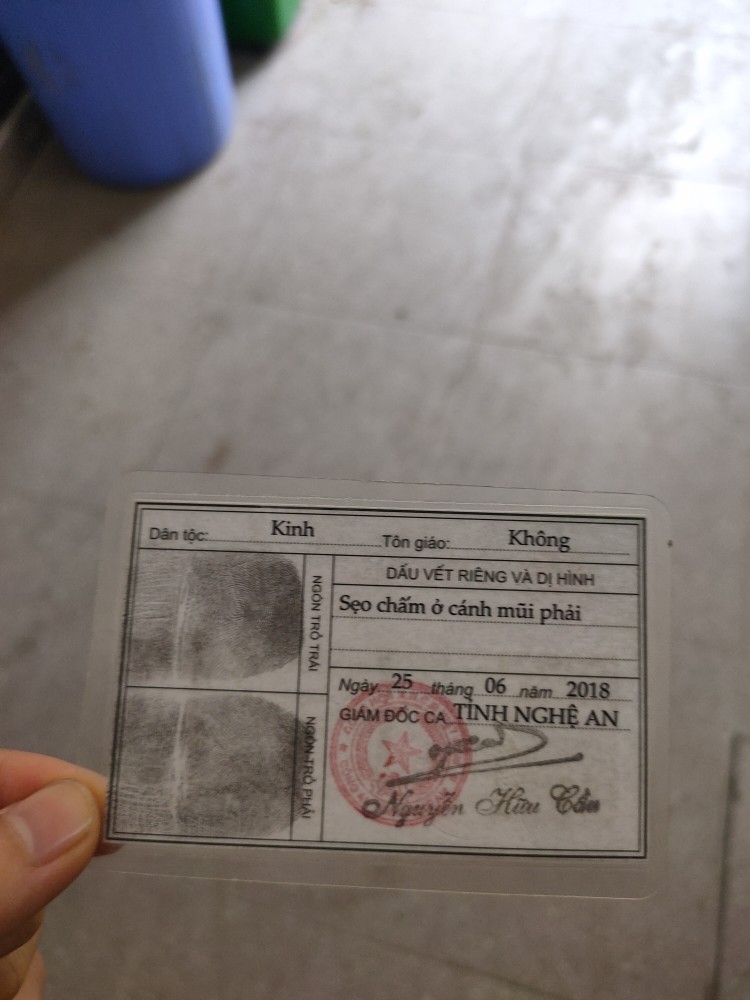 Dân tộc: Kinh Tôn giáo: Không
NGÓN TRỎ TRÁI
DẤU VẾT RIÊNG VÀ DỊ HÌNH
Sẹo chấm ở cánh mũi phải
NGÓN TRỎ PHẢI
Ngày 25 tháng 06 năm 2018
GIÁM ĐỐC CA TỈNH NGHỆ AN
Nguyễn Hữu Cầu